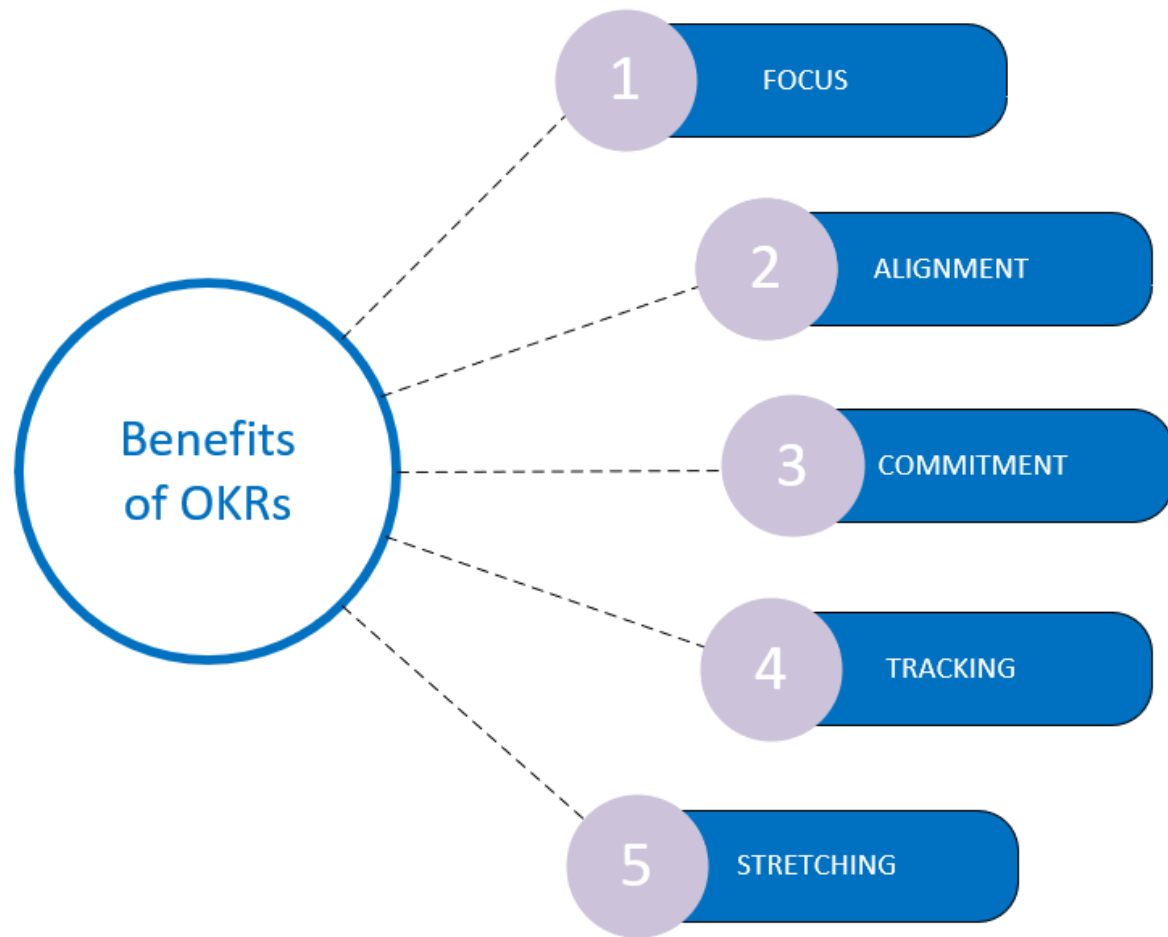 Benefits
of OKRs
1
FOCUS
2
ALIGNMENT
3
COMMITMENT
4
TRACKING
5
STRETCHING